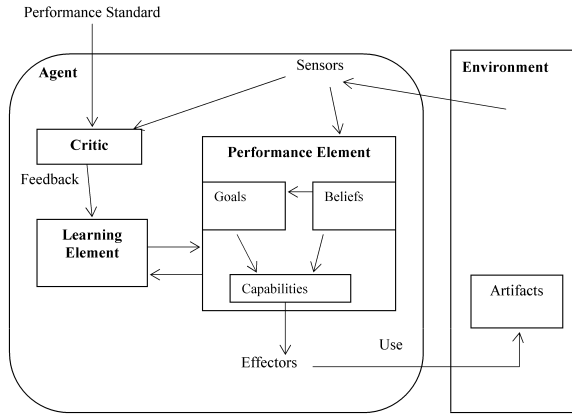 Performance Standard
Agent
Sensors
Environment
Critic
Performance Element
Feedback
Goals
Beliefs
Learning
Element
Capabilities
Artifacts
Use
Effectors